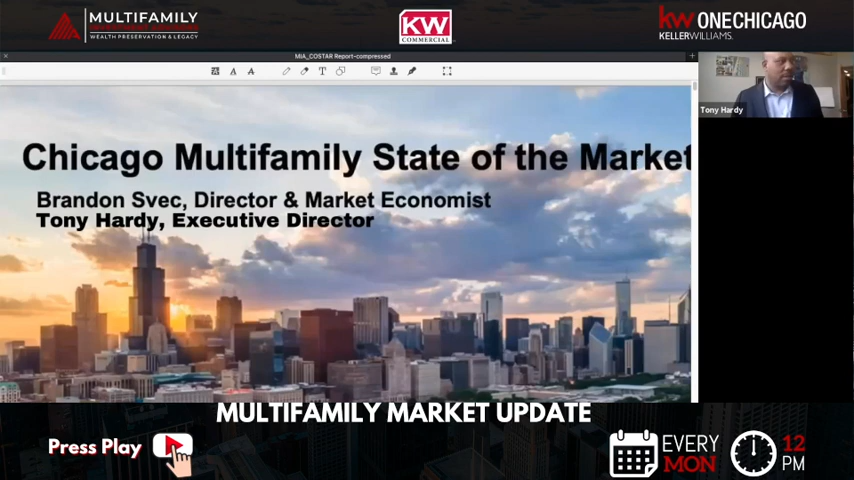 MULTIFAMILY
WEALTH PRESERVATION & LEGACY
KW
COMMERCIAL
kw ONECHICAGO
KELLERWILLIAMS.
MIA_COSTAR Report-compressed
Tony Hardy
Chicago Multifamily State of the Market
Brandon Svec, Director & Market Economist
Tony Hardy, Executive Director
MULTIFAMILY MARKET UPDATE
Press Play
EVERY
MON
12
PM